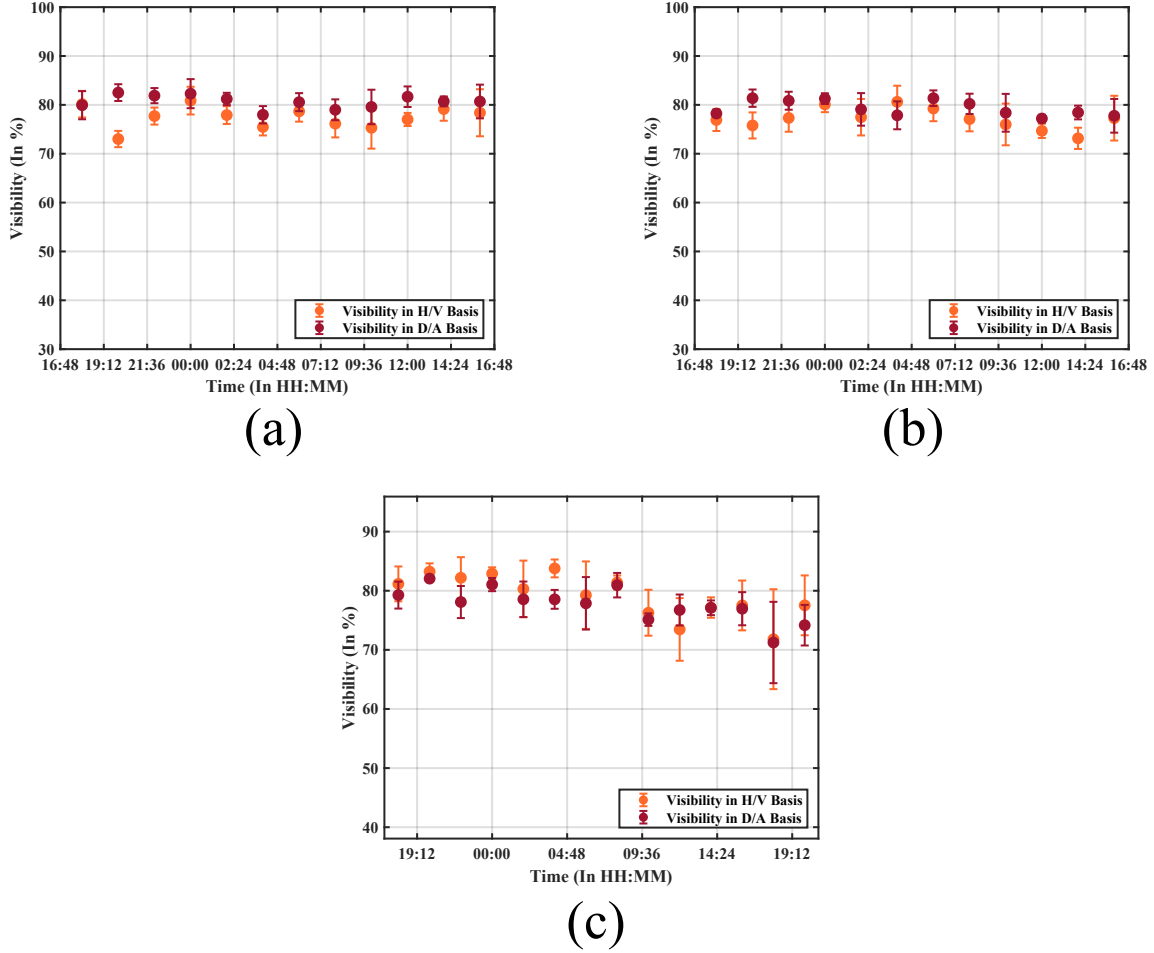 100
90
80
70
60
50
40
30
Visibility (In %)
16:48 19:12 21:36 00:00 02:24 04:48 07:12 09:36 12:00 14:24 16:48
Time (In HH:MM)
Visibility in H/V Basis
Visibility in D/A Basis
(a)
100
90
80
70
60
50
40
30
Visibility (In %)
16:48 19:12 21:36 00:00 02:24 04:48 07:12 09:36 12:00 14:24 16:48
Time (In HH:MM)
Visibility in H/V Basis
Visibility in D/A Basis
(b)
90
80
70
60
50
40
Visibility (In %)
19:12 00:00 04:48 09:36 14:24 19:12
Time (In HH:MM)
Visibility in H/V Basis
Visibility in D/A Basis
(c)